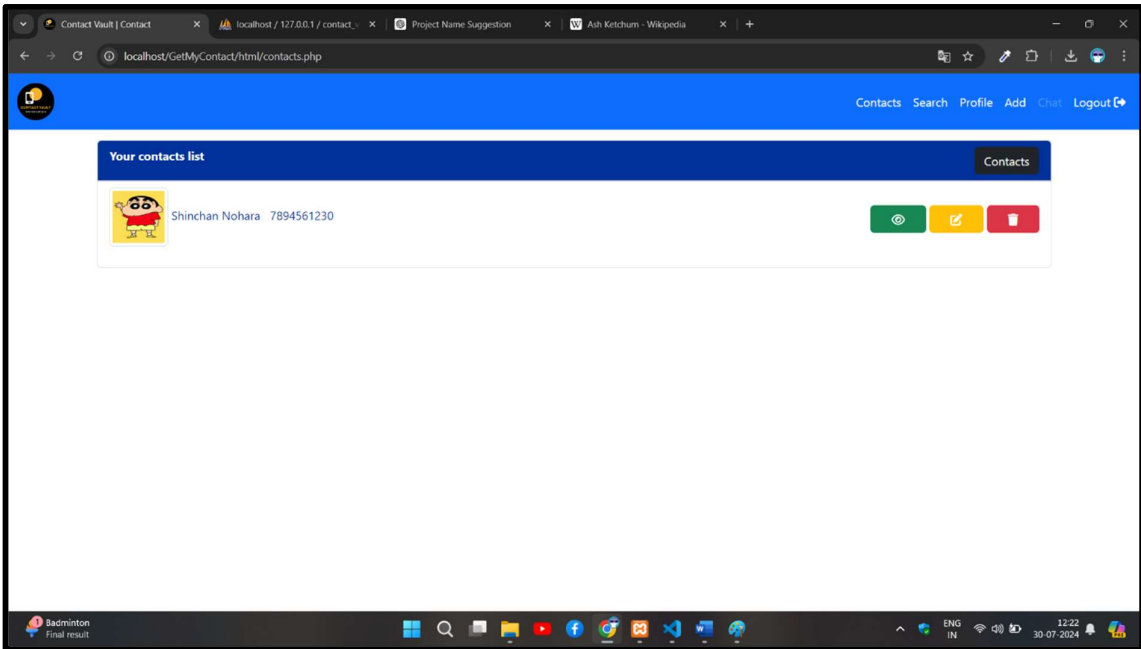 Contact Vault | Contact
localhost / 127.0.0.1 / contact_v
Project Name Suggestion
W Ash Ketchum - Wikipedia
localhost/GetMyContact/html/contacts.php
Contacts Search Profile Add Chat Logout
Your contacts list
Contacts
Shinchan Nohara 7894561230
1
Badminton
Final result
ENG
IN
12:22
30-07-2024